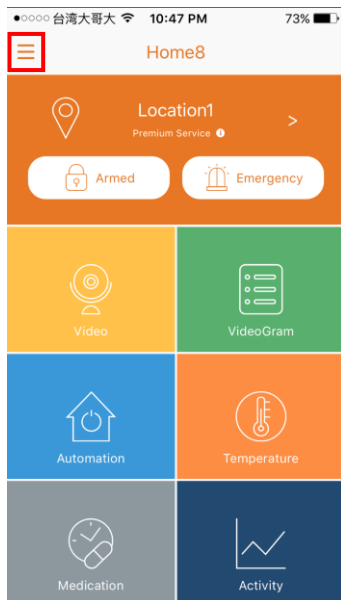 台湾大哥大 10:47 PM 73%
Home8
Location1
Premium Service
>
Armed Emergency
Video VideoGram
Automation Temperature
Medication Activity